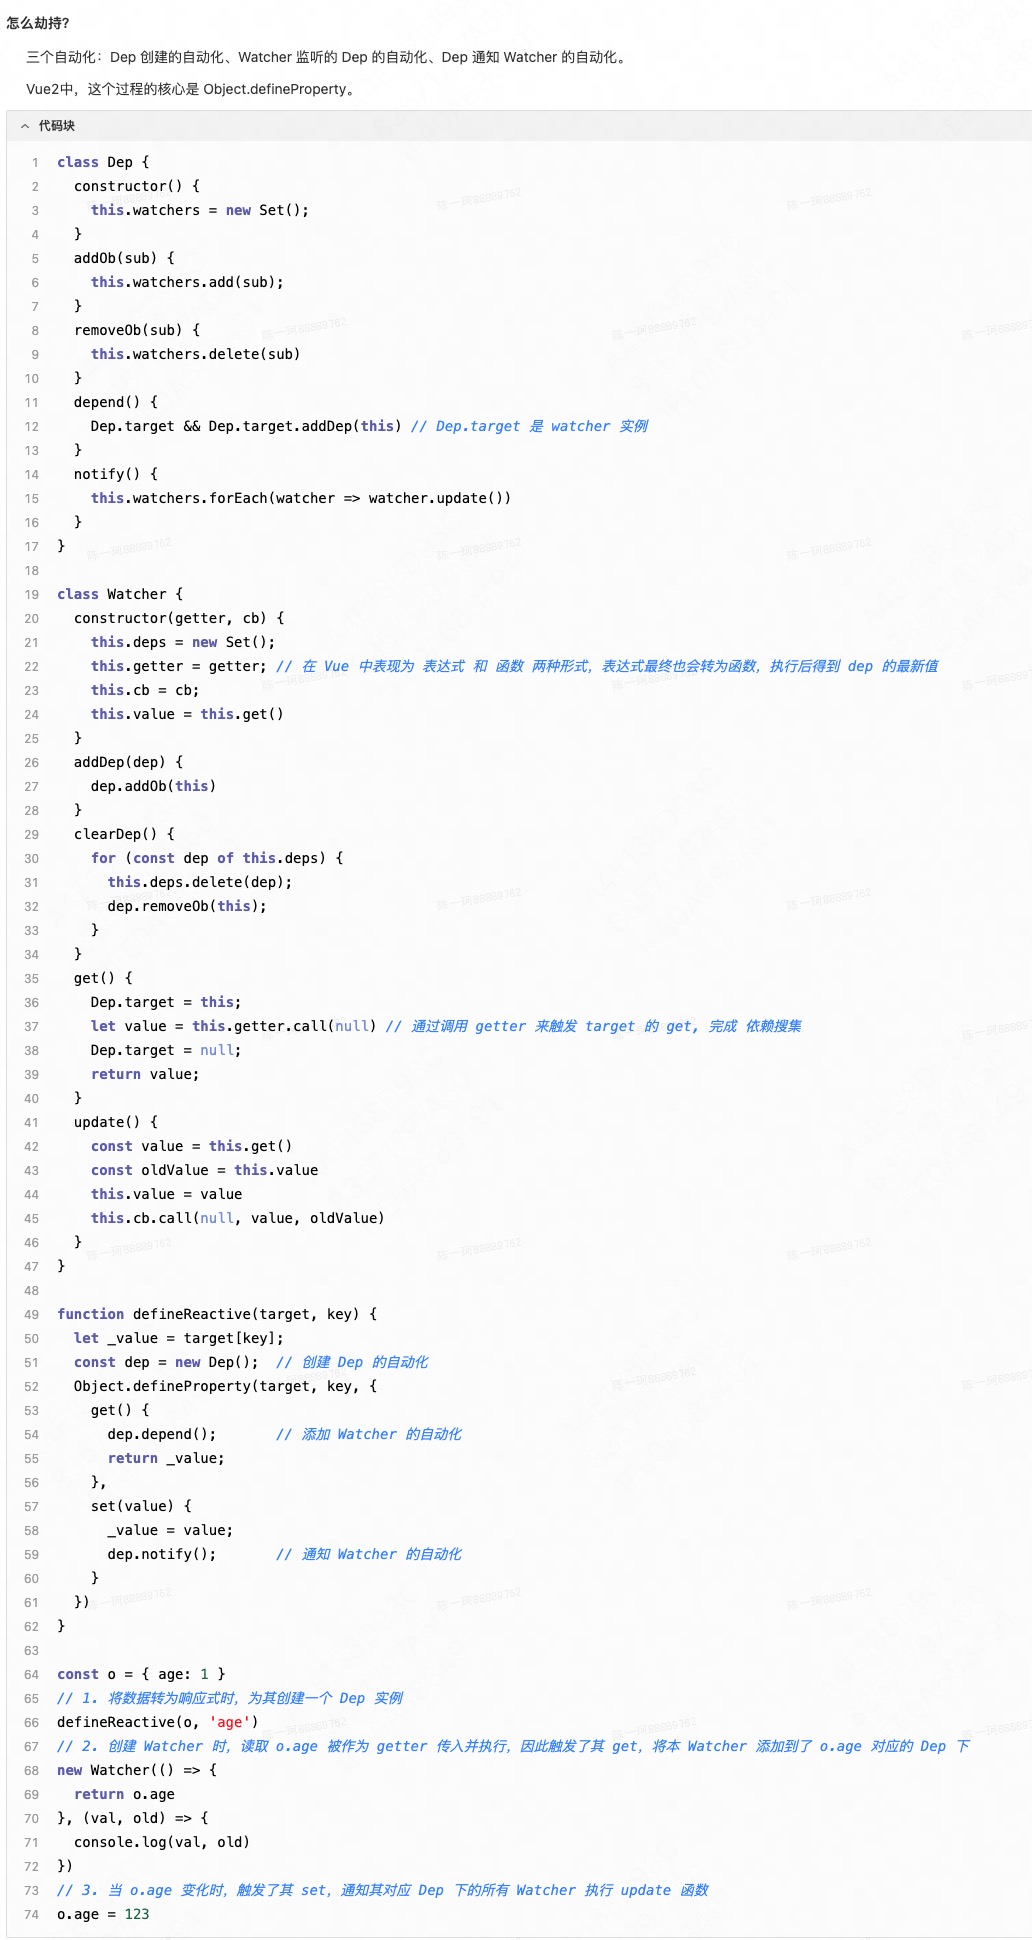 怎么劫持?
三个自动化：Dep 创建的自动化、Watcher 监听的 Dep 的自动化、Dep 通知 Watcher 的自动化。
Vue2中，这个过程的核心是 Object.defineProperty。
代码块
1 class Dep {
2 constructor() {
3 this.watchers = new Set();
4 }
5 addOb(sub) {
6 this.watchers.add(sub);
7 }
8 removeOb(sub) {
9 this.watchers.delete(sub)
10 }
11 depend() {
12 Dep.target && Dep.target.addDep(this) // Dep.target 是 watcher 实例
13 }
14 notify() {
15 this.watchers.forEach(watcher => watcher.update())
16 }
17 }
18
19 class Watcher {
20 constructor(getter, cb) {
21 this.deps = new Set();
22 this.getter = getter; // 在 Vue 中表现为 表达式 和 函数 两种形式，表达式最终也会转为函数，执行后得到 dep 的最新值
23 this.cb = cb;
24 this.value = this.get()
25 }
26 addDep(dep) {
27 dep.addOb(this)
28 }
29 clearDep() {
30 for (const dep of this.deps) {
31 this.deps.delete(dep);
32 dep.removeOb(this);
33 }
34 }
35 get() {
36 Dep.target = this;
37 let value = this.getter.call(null) // 通过调用 getter 来触发 target 的 get, 完成 依赖搜集
38 Dep.target = null;
39 return value;
40 }
41 update() {
42 const value = this.get()
43 const oldValue = this.value
44 this.value = value
45 this.cb.call(null, value, oldValue)
46 }
47 }
48
49 function defineReactive(target, key) {
50 let _value = target[key];
51 const dep = new Dep(); // 创建 Dep 的自动化
52 Object.defineProperty(target, key, {
53 get() {
54 dep.depend(); // 添加 Watcher 的自动化
55 return _value;
56 },
57 set(value) {
58 _value = value;
59 dep.notify(); // 通知 Watcher 的自动化
60 }
61 })
62 }
63
64 const o = { age: 1 }
65 // 1. 将数据转为响应式时，为其创建一个 Dep 实例
66 defineReactive(o, 'age')
67 // 2. 创建 Watcher 时，读取 o.age 被作为 getter 传入并执行，因此触发了其 get，将本 Watcher 添加到了 o.age 对应的 Dep 下
68 new Watcher(() => {
69 return o.age
70 }, (val, old) => {
71 console.log(val, old)
72 })
73 // 3. 当 o.age 变化时，触发了其 set，通知其对应 Dep 下的所有 Watcher 执行 update 函数
74 o.age = 123